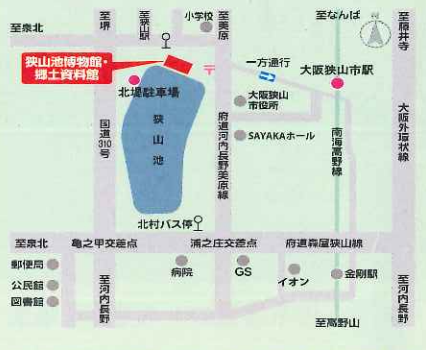 至泉北
至堺
至狭山駅
小学校
至美原
至なんば
至藤井寺
狭山池博物館・
郷土資料館
一方通行
大阪狭山市駅
北堤駐車場
大阪狭山
市役所
狭山池
国道310号
府道河内長野美原線
SAYAKAホール
南海高野線
大阪外環状線
北村バス停
至泉北
亀之甲交差点
浦之庄交差点
府道森屋狭山線
郵便局
公民館
図書館
至河内長野
病院
GS
イオン
金剛駅
至河内長野
至高野山